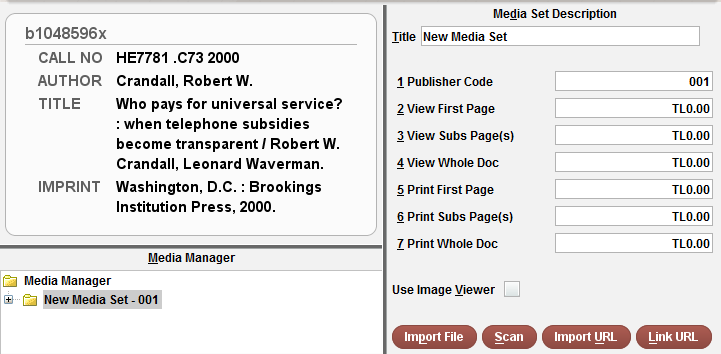 b1048596x
CALL NO HE7781 .C73 2000
AUTHOR Crandall, Robert W.
TITLE Who pays for universal service?
: when telephone subsidies
become transparent / Robert W.
Crandall, Leonard Waverman.
IMPRINT Washington, D.C. : Brookings
Institution Press, 2000.
Media Manager
Media Manager
New Media Set - 001
Media Set Description
Title New Media Set
1 Publisher Code 001
2 View First Page TL0.00
3 View Subs Page(s) TL0.00
4 View Whole Doc TL0.00
5 Print First Page TL0.00
6 Print Subs Page(s) TL0.00
7 Print Whole Doc TL0.00
Use Image Viewer
Import File Scan Import URL Link URL